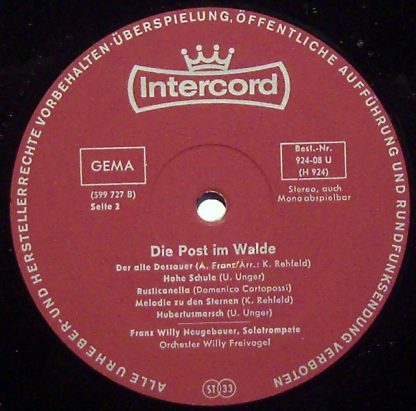 ALLE URHEBER- UND HERSTELLERRECHTE VORBEHALTEN-ÜBERSPIELUNG, ÖFFENTLICHE AUFFÜHRUNG UND RUNDFUNKSENDUNG VERBOTEN
Intercord
GEMA
(599 727 B)
Seite 2
Best.-Nr.
924-08 U
(H 924)
Stereo, auch
Mono abspielbar
Die Post im Walde
Der alte Dessauer (A. Franz/Arr.: K. Rehfeld)
Hohe Schule (U. Unger)
Rusticanella (Domenico Cortopossi)
Melodie zu den Sternen (K. Rehfeld)
Hubertusmarsch (U. Unger)
Franz Willy Neugebauer, Solotrompete
Orchester Willy Freivogel
ST 33